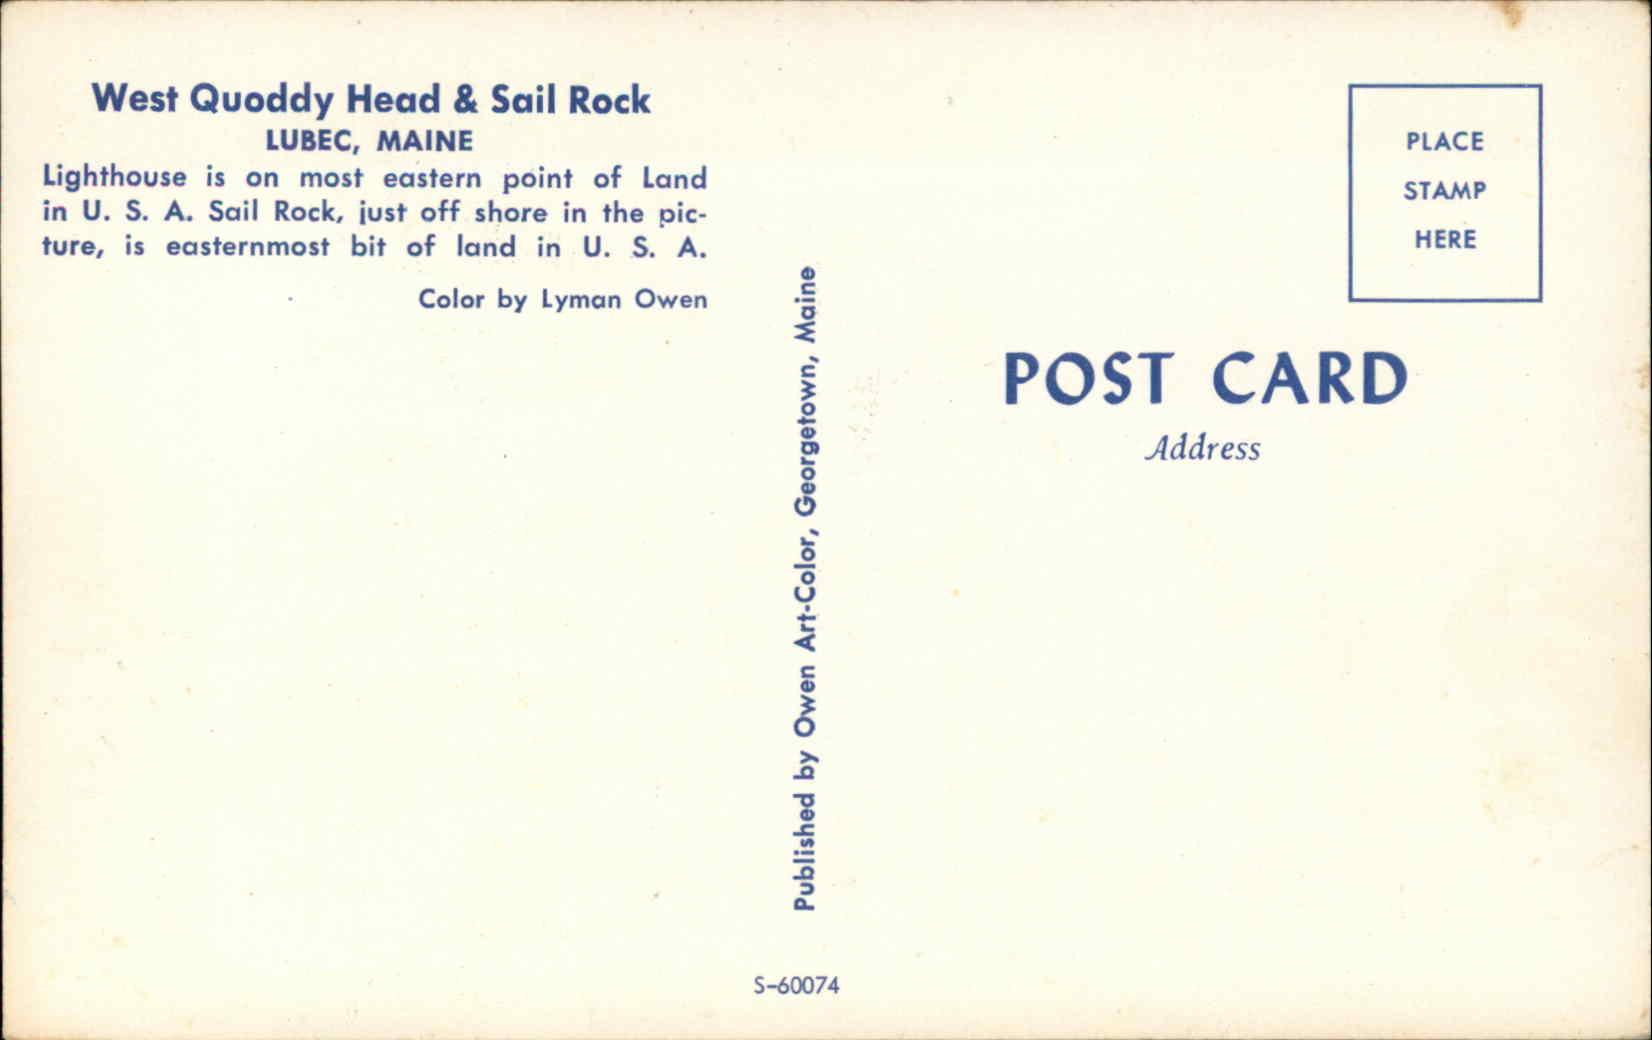 West Quoddy Head & Sail Rock
LUBEC, MAINE
Lighthouse is on most eastern point of Land
in U. S. A. Sail Rock, just off shore in the pic-
ture, is easternmost bit of land in U. S. A.
Color by Lyman Owen
Published by Owen Art-Color, Georgetown, Maine
S-60074
PLACE
STAMP
HERE
POST CARD
Address